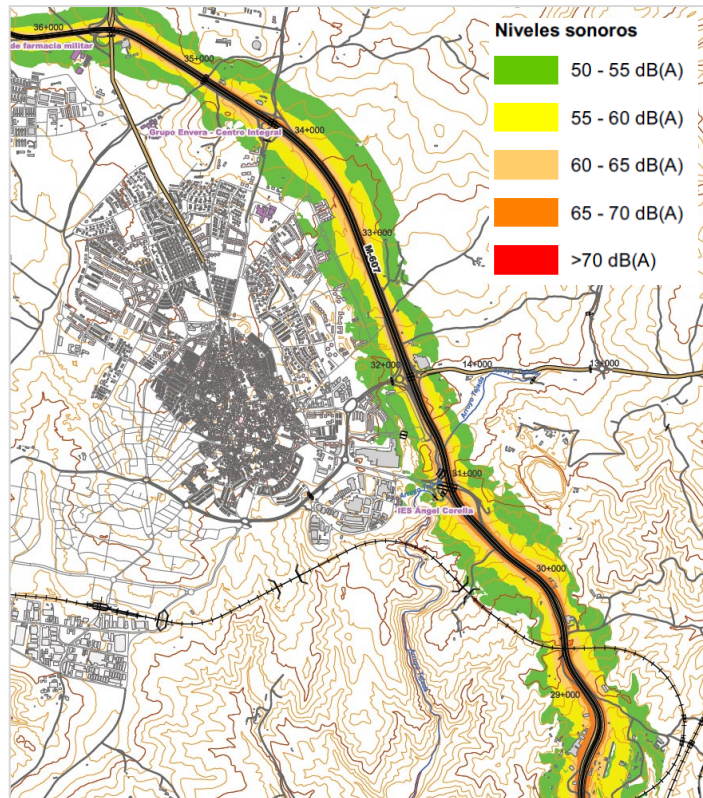 Niveles sonoros
50 - 55 dB(A)
55 - 60 dB(A)
60 - 65 dB(A)
65 - 70 dB(A)
>70 dB(A)
36+000
de farmacia militar
35+000
Grupo Envera - Centro Integral
34+000
33+000
M-607
32+000
14+000
13+000
Arroyo Tejada
31+000
IES Ángel Corella
30+000
29+000